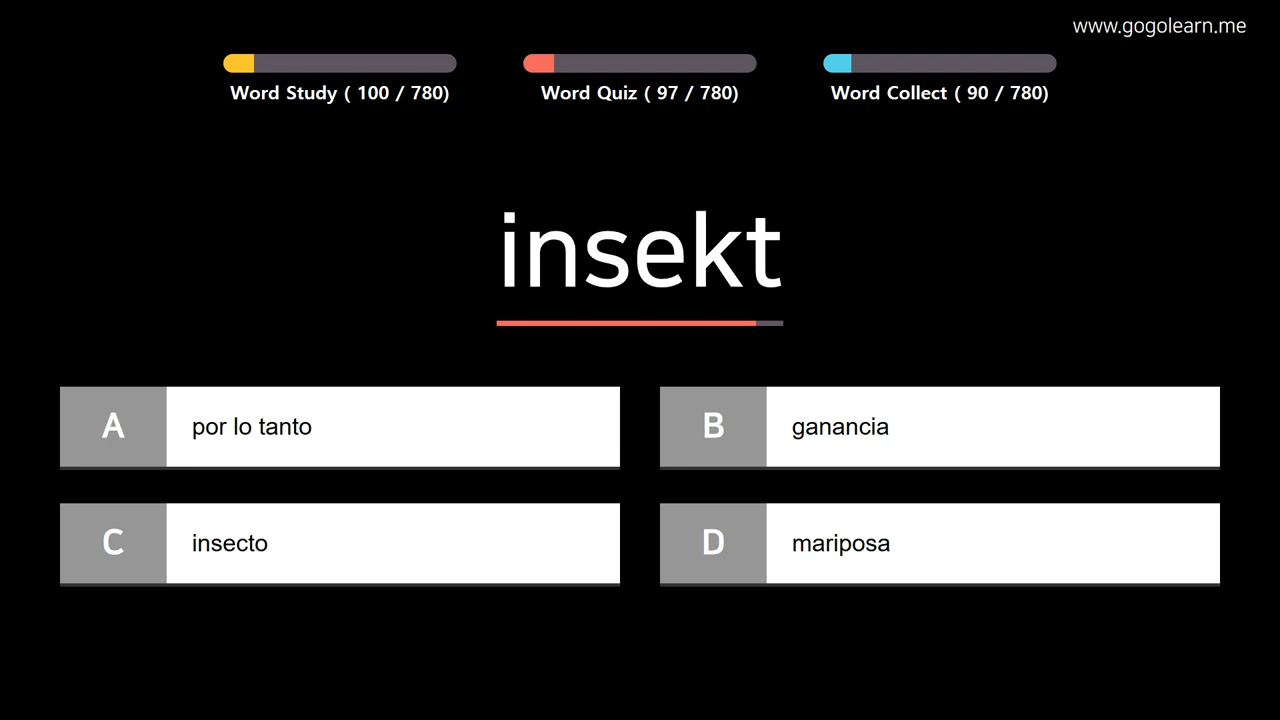 www.gogolearn.me
Word Study ( 100 / 780)
Word Quiz ( 97 / 780)
Word Collect ( 90 / 780)
insekt
A
por lo tanto
B
ganancia
C
insecto
D
mariposa